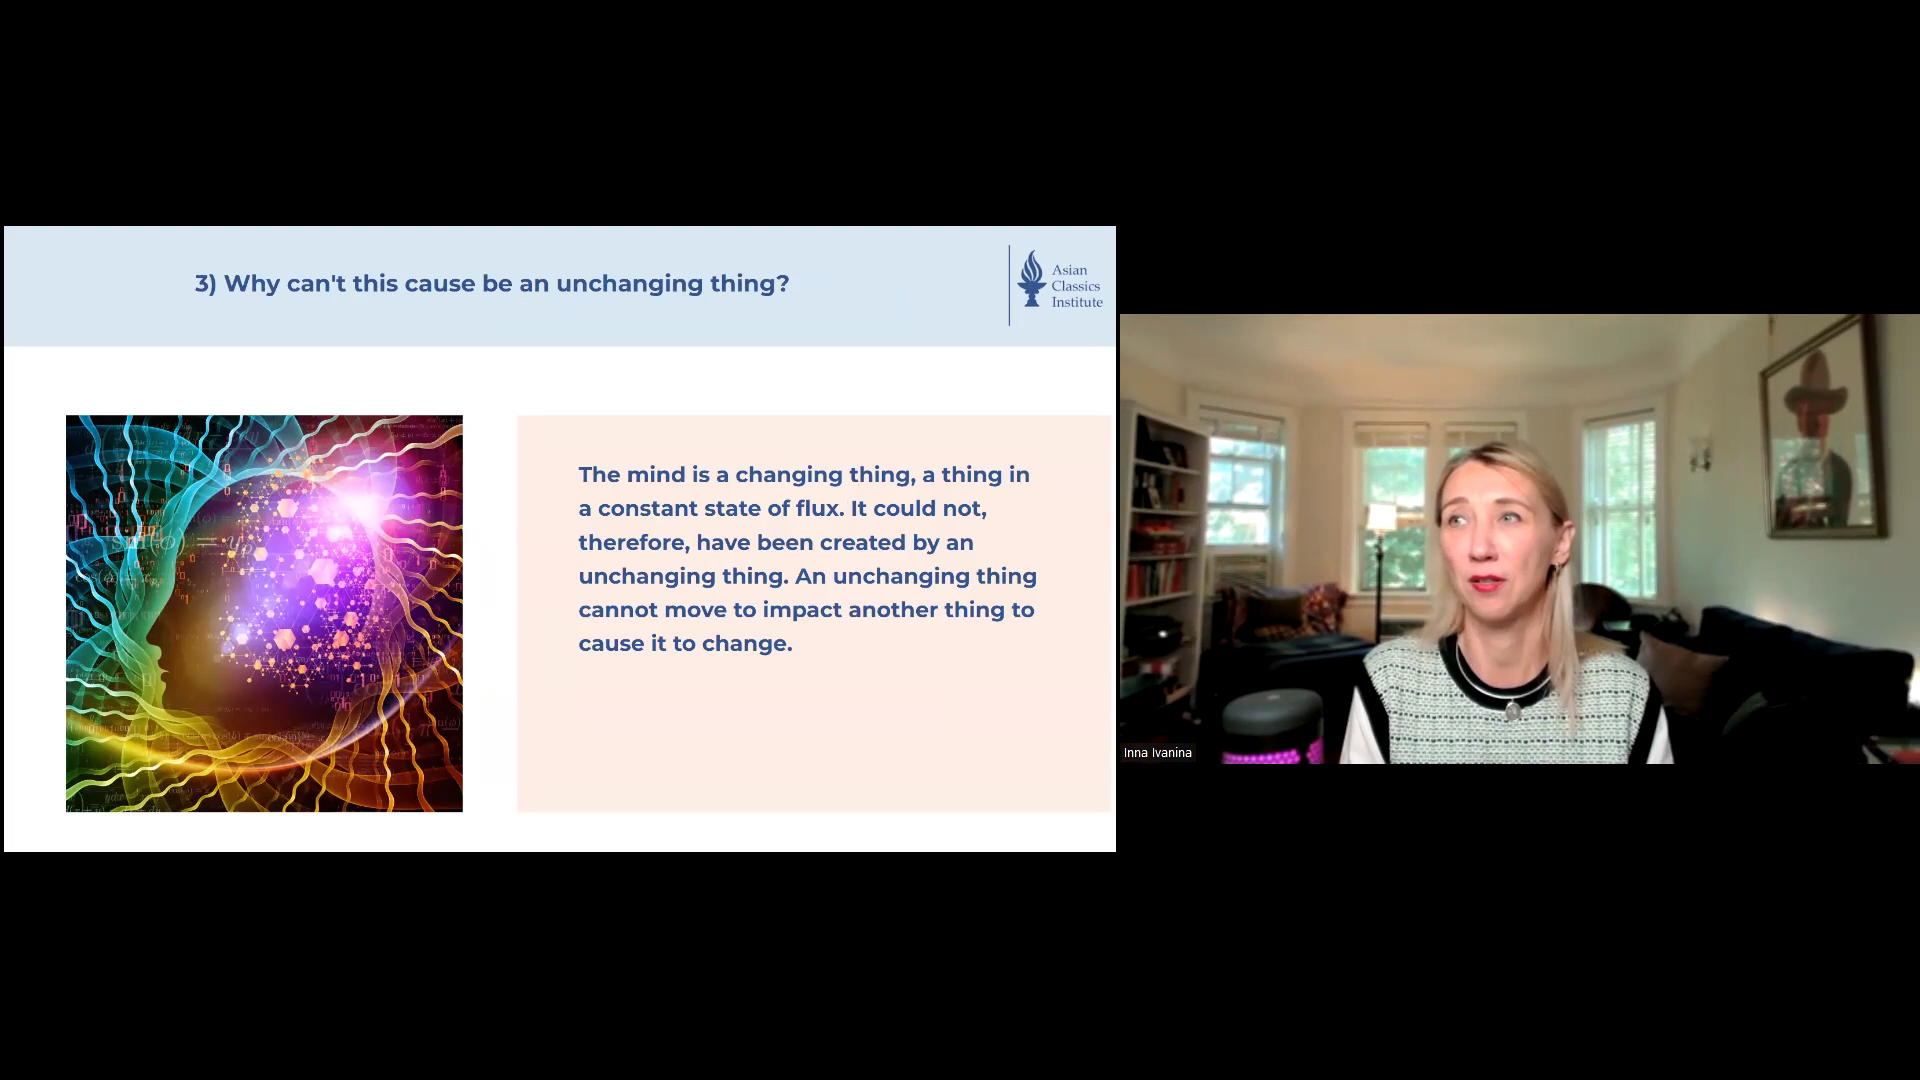 3) Why can't this cause be an unchanging thing?
Asian
Classics
Institute
The mind is a changing thing, a thing in
a constant state of flux. It could not,
therefore, have been created by an
unchanging thing. An unchanging thing
cannot move to impact another thing to
cause it to change.
Inna Ivanina